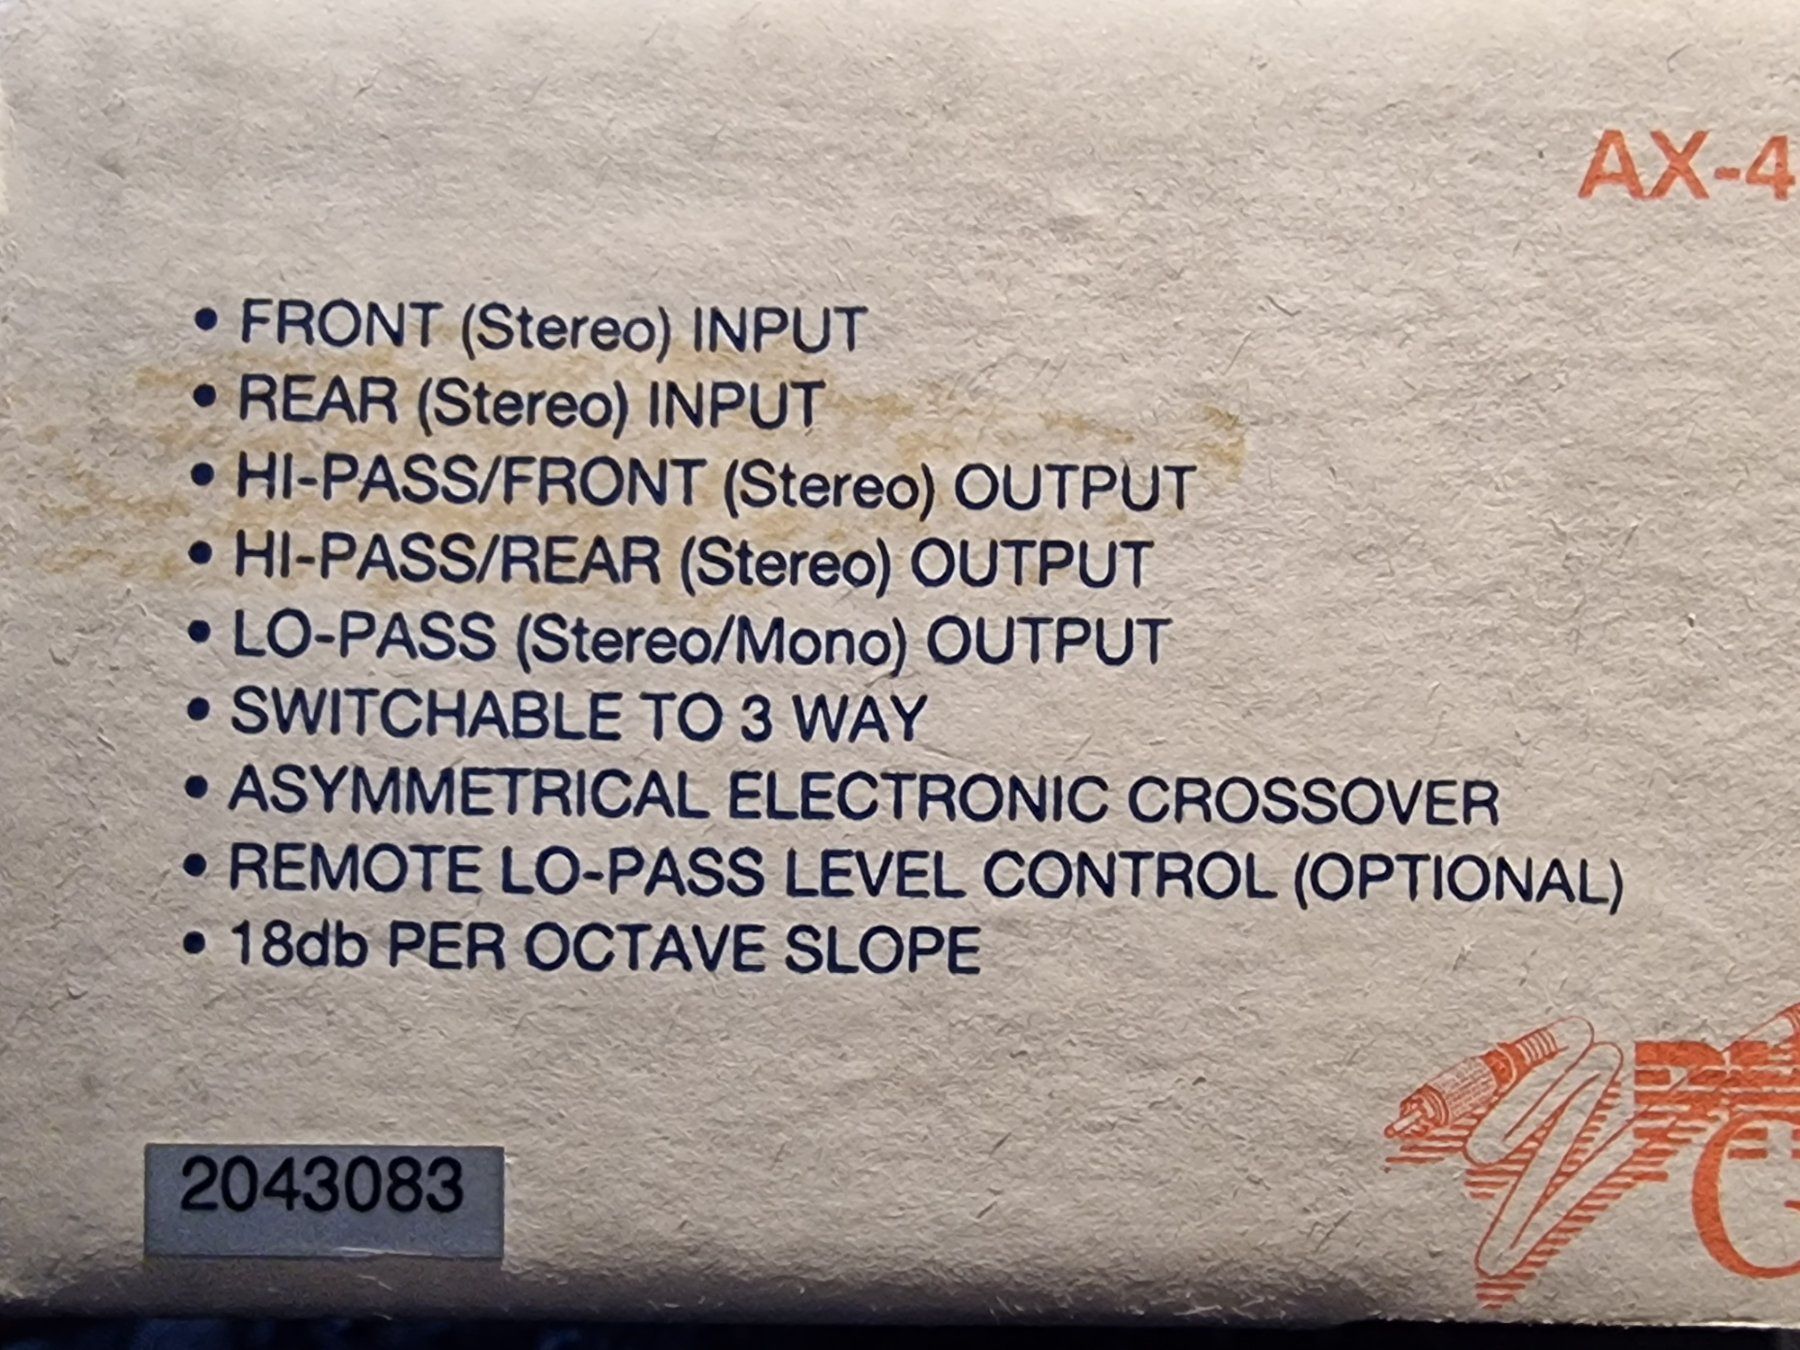 AX-4
• FRONT (Stereo) INPUT
• REAR (Stereo) INPUT
• HI-PASS/FRONT (Stereo) OUTPUT
• HI-PASS/REAR (Stereo) OUTPUT
• LO-PASS (Stereo/Mono) OUTPUT
• SWITCHABLE TO 3 WAY
• ASYMMETRICAL ELECTRONIC CROSSOVER
• REMOTE LO-PASS LEVEL CONTROL (OPTIONAL)
• 18db PER OCTAVE SLOPE
2043083